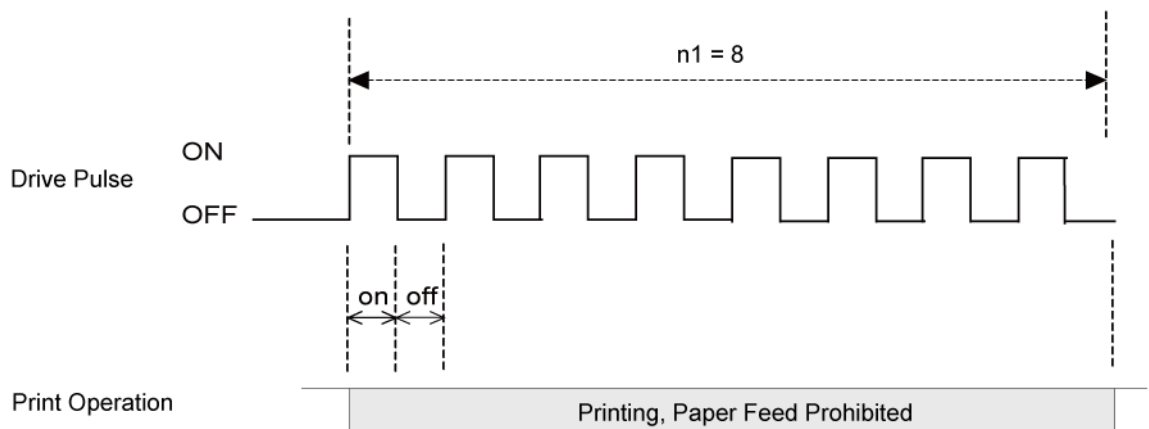 n1 = 8
ON
Drive Pulse
OFF
on off
Print Operation
Printing, Paper Feed Prohibited